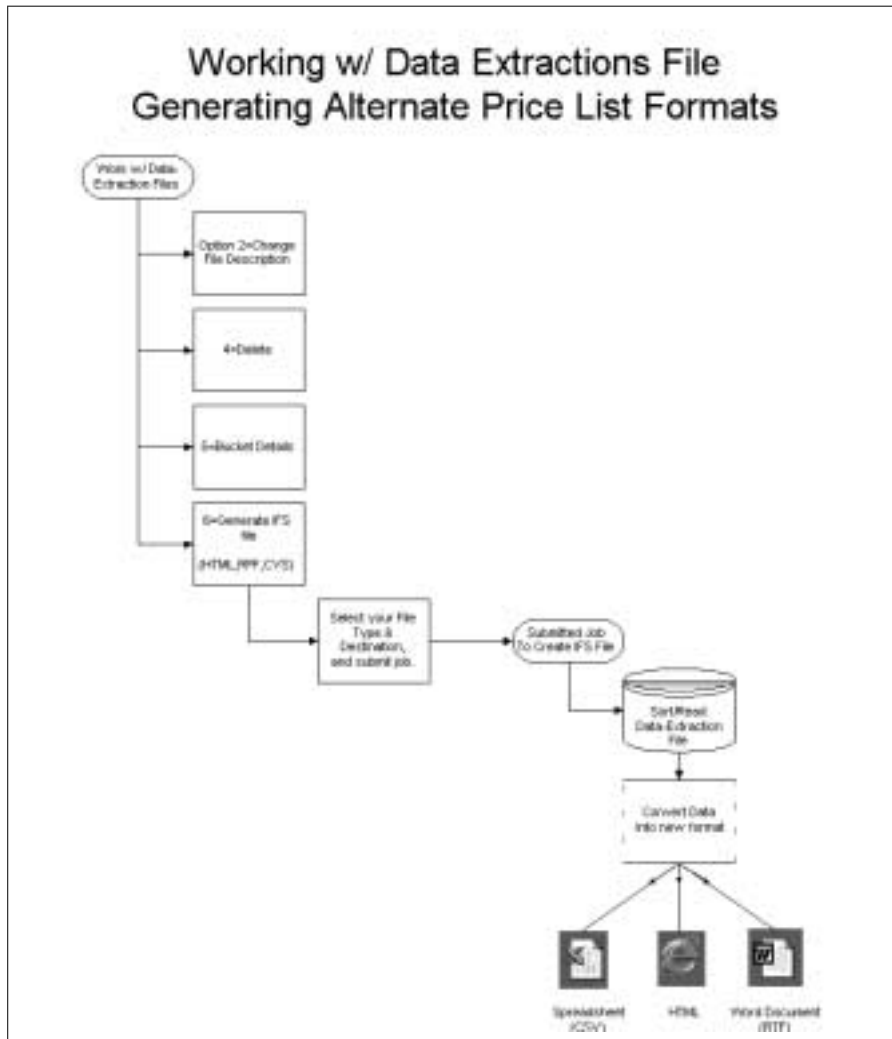 Working w/ Data Extractions File
Generating Alternate Price List Formats
Work w/ Data-
Extraction Files
Option 2=Change
File Description
4=Delete
5=Bucket Details
6=Generate IFS
file
(HTML,RPF,CVS)
Select your File
Type &
Destination,
and submit job.
Submitted Job
To Create IFS File
Sort/Read
Data-Extraction
File
Convert Data
into new format
Spreadsheet
(CSV)
HTML
Word Document
(RTF)